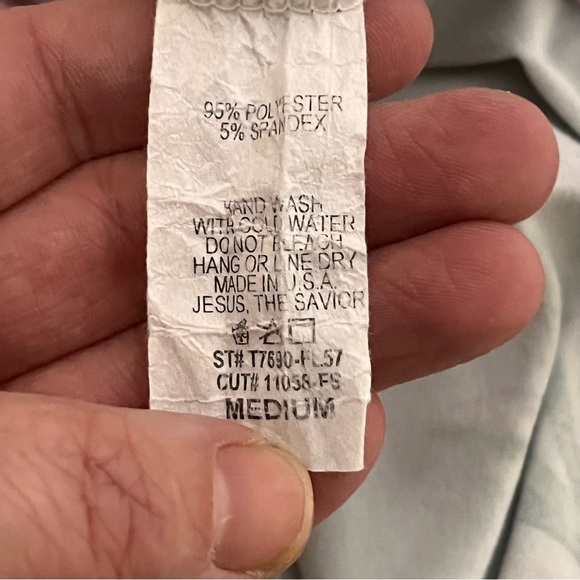 95% POLYESTER
5% SPANDEX
HAND WASH
WITH COLD WATER
DO NOT BLEACH
HANG OR LINE DRY
MADE IN U.S.A.
JESUS, THE SAVIOR
ST# T7690-PL57
CUT# 11058-FS
MEDIUM